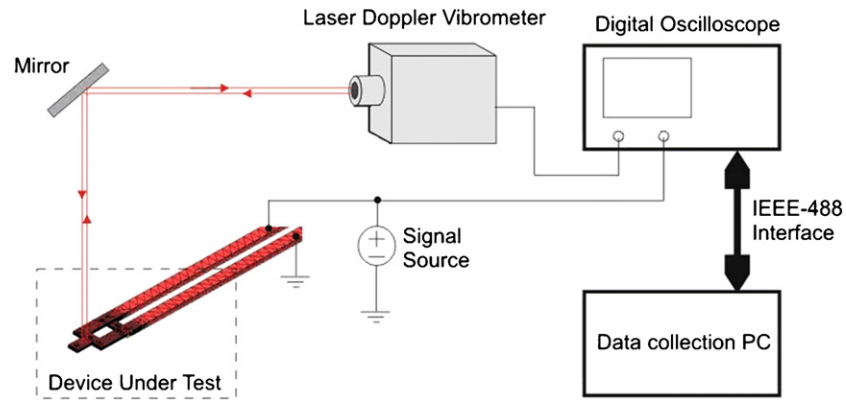 Laser Doppler Vibrometer
Digital Oscilloscope
Mirror
IEEE-488
Interface
+
−
Signal
Source
Data collection PC
Device Under Test